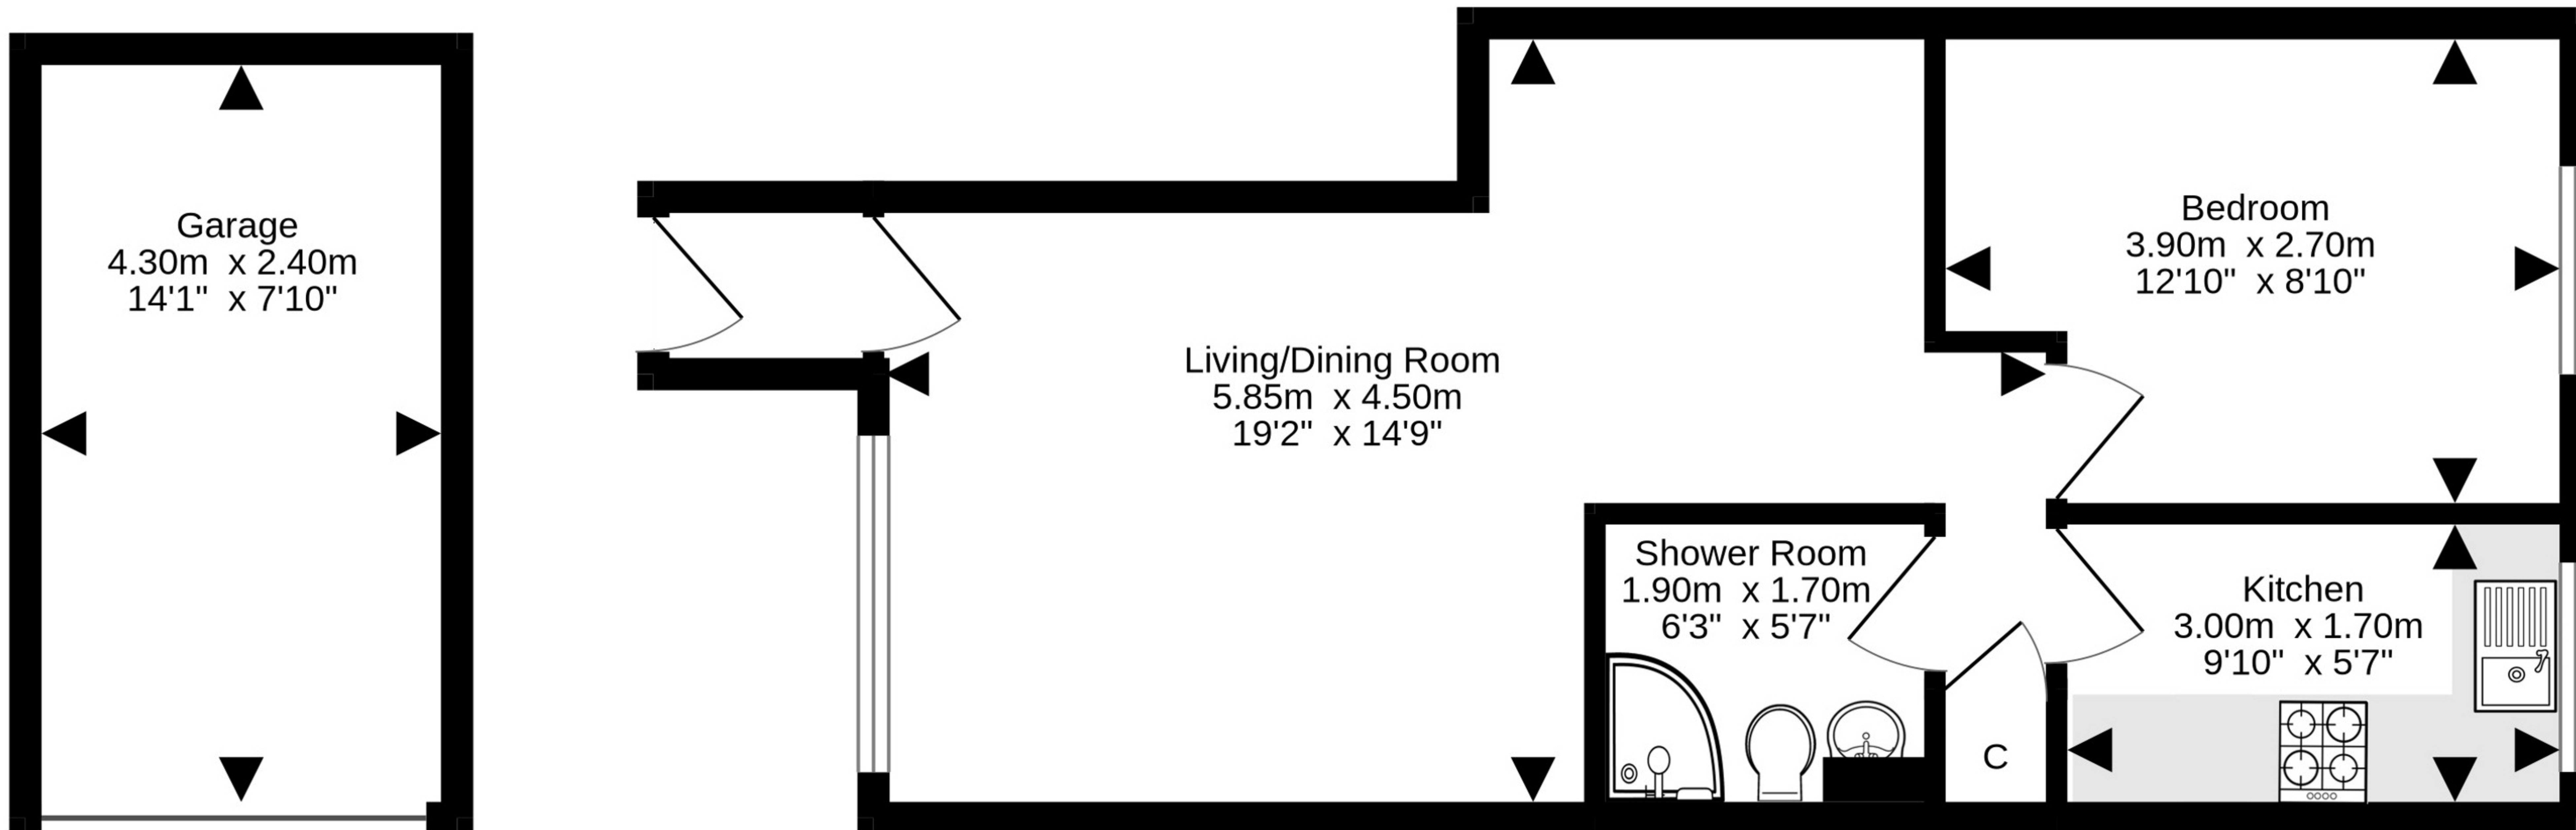 Garage
4.30m x 2.40m
14'1" x 7'10"
Living/Dining Room
5.85m x 4.50m
19'2" x 14'9"
Bedroom
3.90m x 2.70m
12'10" x 8'10"
Shower Room
1.90m x 1.70m
6'3" x 5'7"
Kitchen
3.00m x 1.70m
9'10" x 5'7"
C